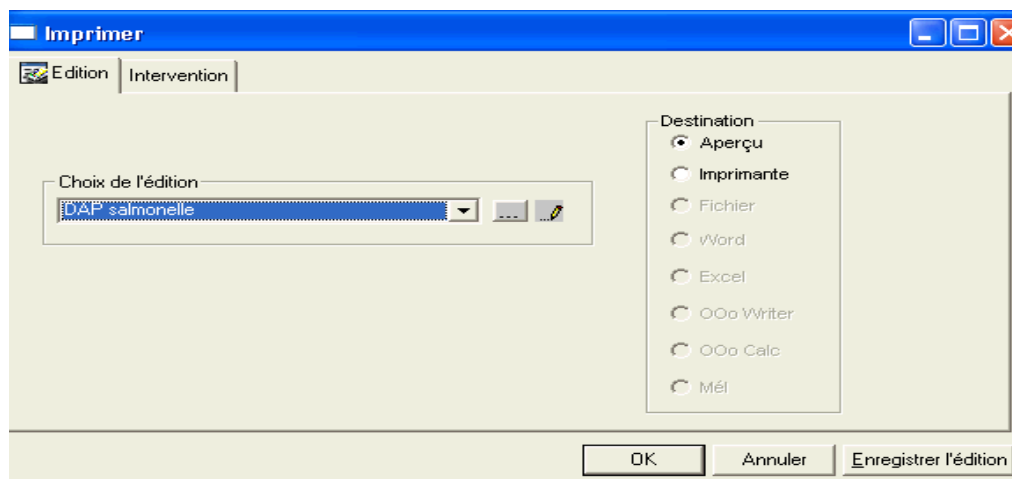 Imprimer
Edition
Intervention
Choix de l'édition
DAP salmonelle
...
Destination
Aperçu
Imprimante
Fichier
Word
Excel
OOo Writer
OOo Calc
Mél
OK
Annuler
Enregistrer l'édition